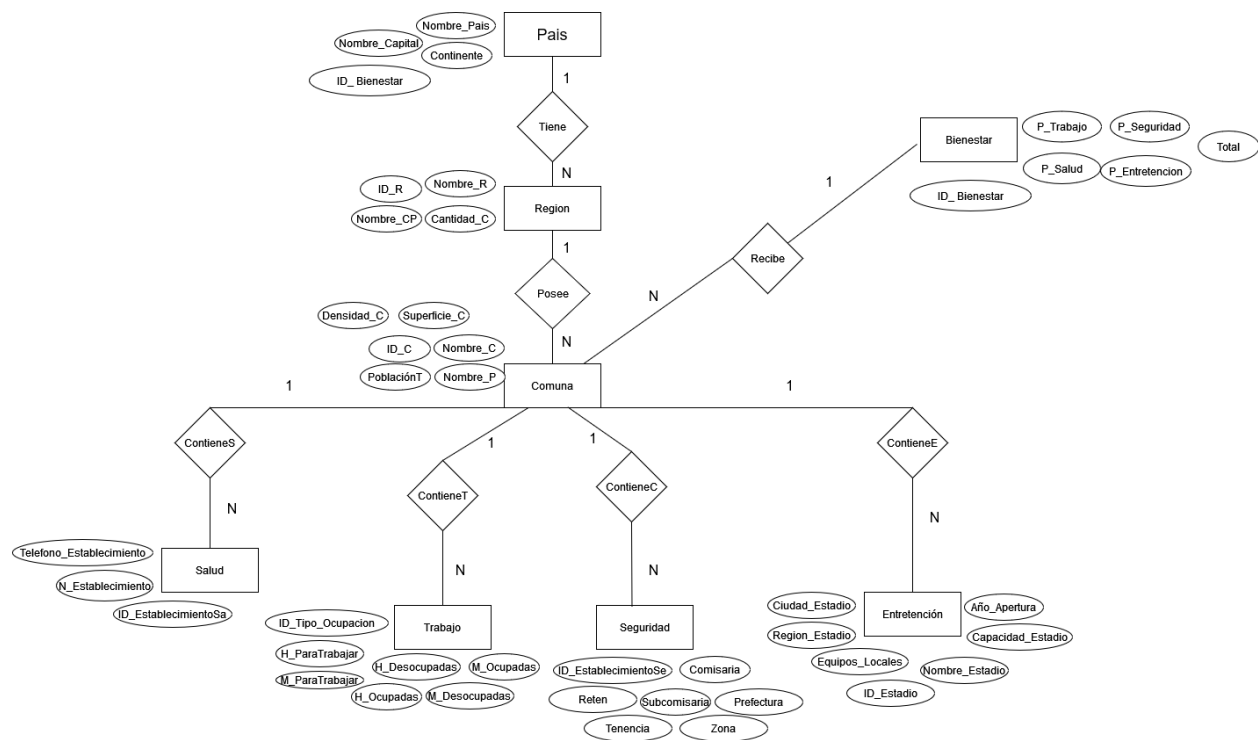 Nombre_Pais
Pais
Nombre_Capital
Continente
ID_ Bienestar
1
Tiene
N
ID_R
Nombre_R
Nombre_CP
Cantidad_C
Region
1
Posee
N
Bienestar
P_Trabajo
P_Seguridad
Total
P_Salud
P_Entretencion
ID_ Bienestar
1
Recibe
N
Densidad_C
Superficie_C
ID_C
Nombre_C
PoblaciónT
Nombre_P
Comuna
1
1
1
1
ContieneS
ContieneT
ContieneC
ContieneE
N
N
N
N
Telefono_Establecimiento
Salud
N_Establecimiento
ID_EstablecimientoSa
ID_Tipo_Ocupacion
Trabajo
H_ParaTrabajar
M_ParaTrabajar
H_Desocupadas
M_Ocupadas
H_Ocupadas
M_Desocupadas
Seguridad
ID_EstablecimientoSe
Comisaria
Reten
Subcomisaria
Prefectura
Tenencia
Zona
Ciudad_Estadio
Entretención
Año_Apertura
Region_Estadio
Capacidad_Estadio
Equipos_Locales
Nombre_Estadio
ID_Estadio